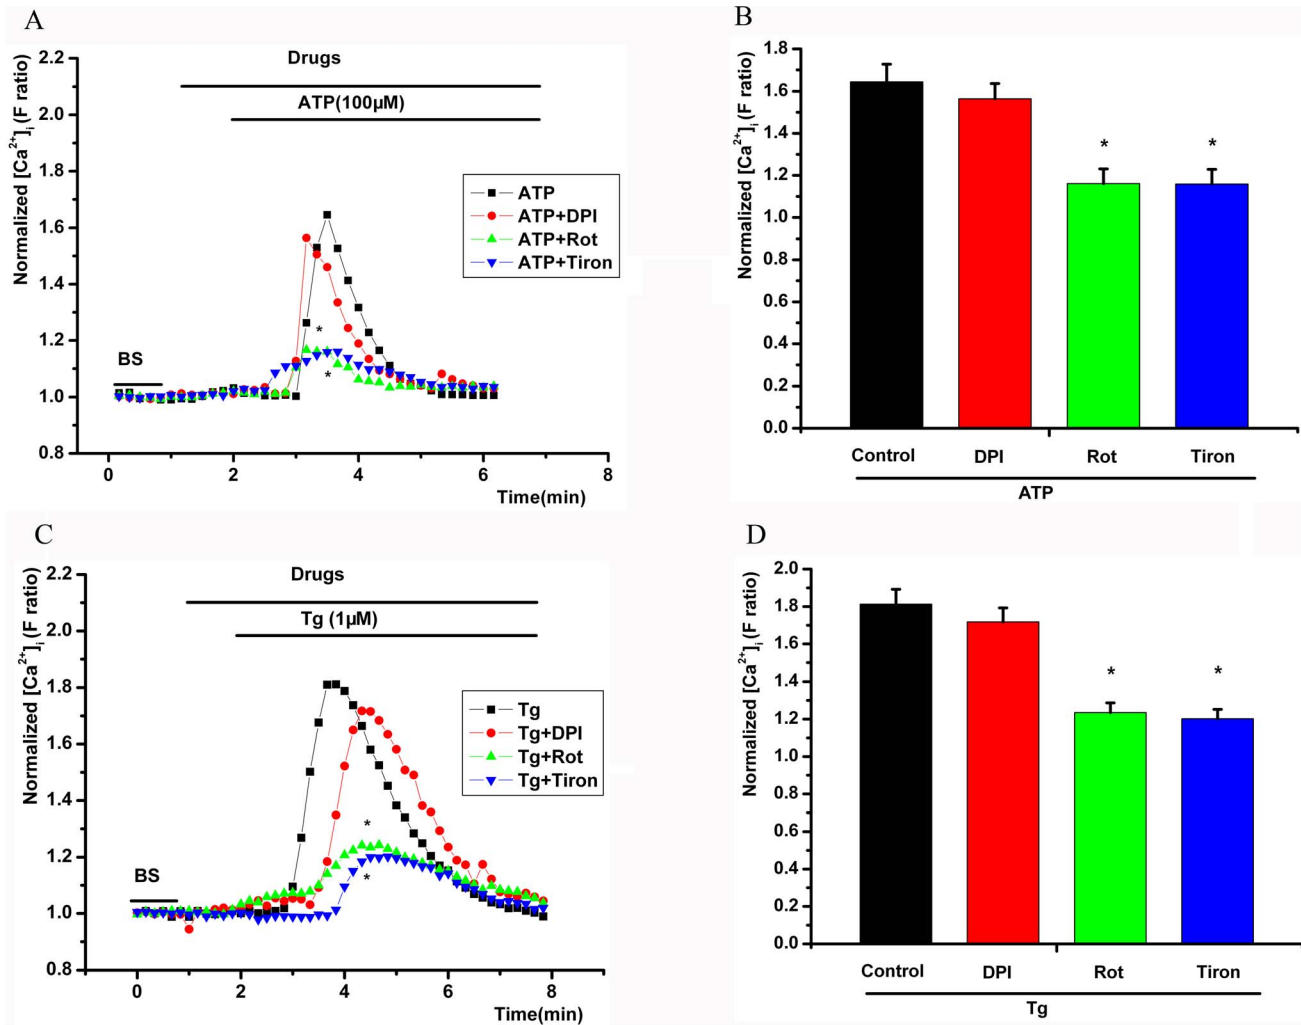 A
Normalized [Ca²⁺]ᵢ (F ratio)
2.2
2.0
1.8
1.6
1.4
1.2
1.0
0.8
Drugs
ATP(100µM)
ATP
ATP+DPI
ATP+Rot
ATP+Tiron
*
*
BS
0
2
4
6
8
Time(min)
B
Normalized [Ca²⁺]ᵢ (F ratio)
1.8
1.6
1.4
1.2
1.0
0.8
0.6
0.4
0.2
0.0
*
*
Control
DPI
Rot
Tiron
ATP
C
Normalized [Ca²⁺]ᵢ (F ratio)
2.2
2.0
1.8
1.6
1.4
1.2
1.0
0.8
Drugs
Tg (1µM)
Tg
Tg+DPI
Tg+Rot
Tg+Tiron
*
*
BS
0
2
4
6
8
Time(min)
D
Normalized [Ca²⁺]ᵢ (F ratio)
2.0
1.8
1.6
1.4
1.2
1.0
0.8
0.6
0.4
0.2
0.0
*
*
Control
DPI
Rot
Tiron
Tg